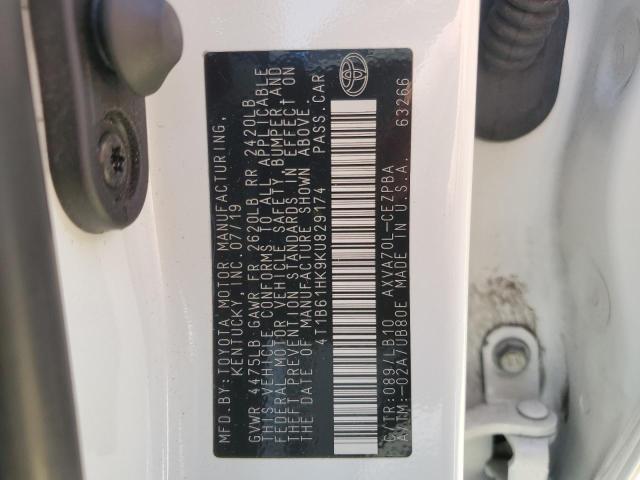 MFD.BY:TOYOTA MOTOR MANUFACTURING,
KENTUCKY, INC. 07/19
GVWR 4475LB GAWR FR 2620LB RR 2420LB
THIS VEHICLE CONFORMS TO ALL APPLICABLE
FEDERAL MOTOR VEHICLE SAFETY BUMPER, AND
THEFT PREVENTION STANDARDS IN EFFECT ON
THE DATE OF MANUFACTURE SHOWN ABOVE.
4T1B61HK9KU829174 PASS.CAR
C/TR:089/LB10 AXVA70L-CEZPBA
A/TM:-02A/UB80E MADE IN U.S.A. 63266